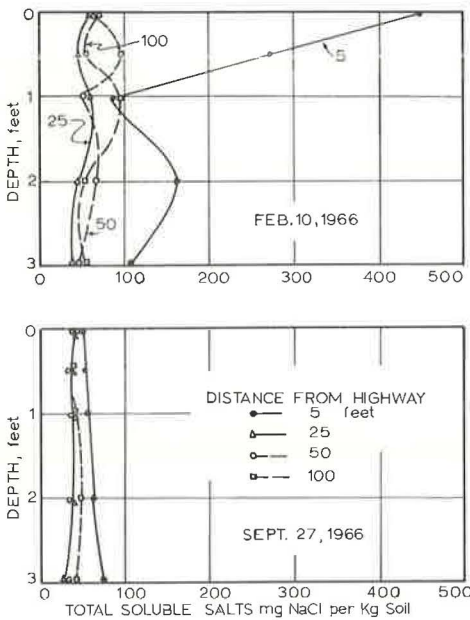 0
100
5
DEPTH, feet
1
25
2
50
FEB. 10, 1966
3
0 100 200 300 400 500
0
DISTANCE FROM HIGHWAY
5 feet
DEPTH, feet
1
25
50
100
2
SEPT. 27, 1966
3
0 100 200 300 400 500
TOTAL SOLUBLE SALTS mg NaCl per Kg Soil